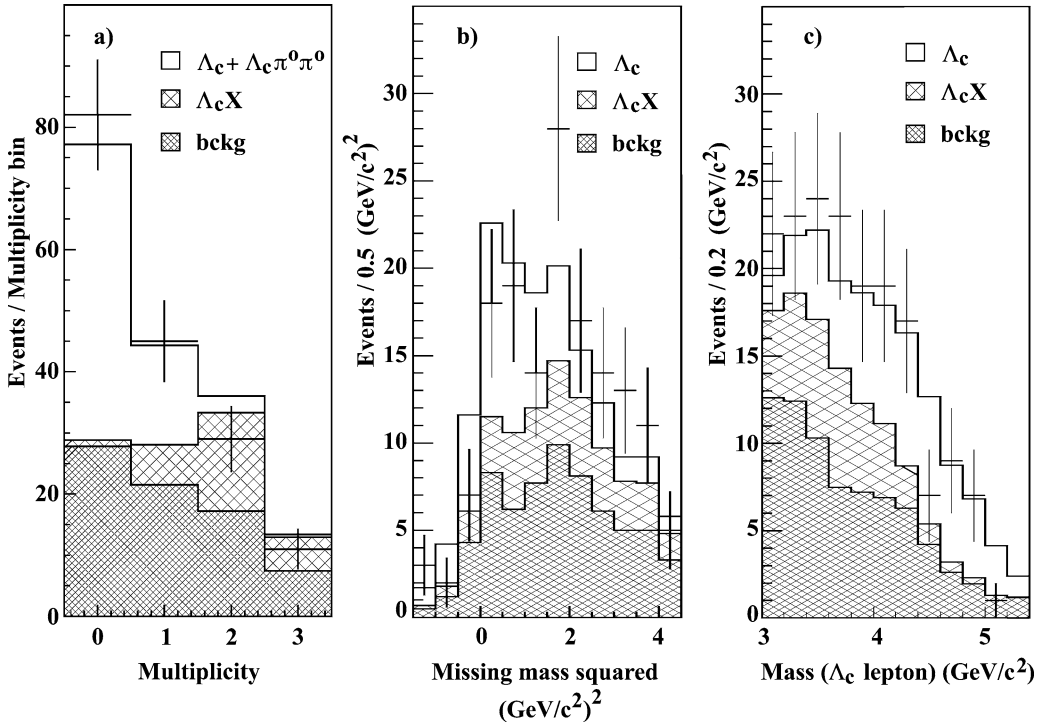 a)
Λc + Λcπ°π°
ΛcX
bckg
Events / Multiplicity bin
80
60
40
20
0
0 1 2 3
Multiplicity
b)
Λc
ΛcX
bckg
Events / 0.5 (GeV/c²)²
30
25
20
15
10
5
0
0 2 4
Missing mass squared
(GeV/c²)²
c)
Λc
ΛcX
bckg
Events / 0.2 (GeV/c²)
30
25
20
15
10
5
0
3 4 5
Mass (Λc lepton) (GeV/c²)